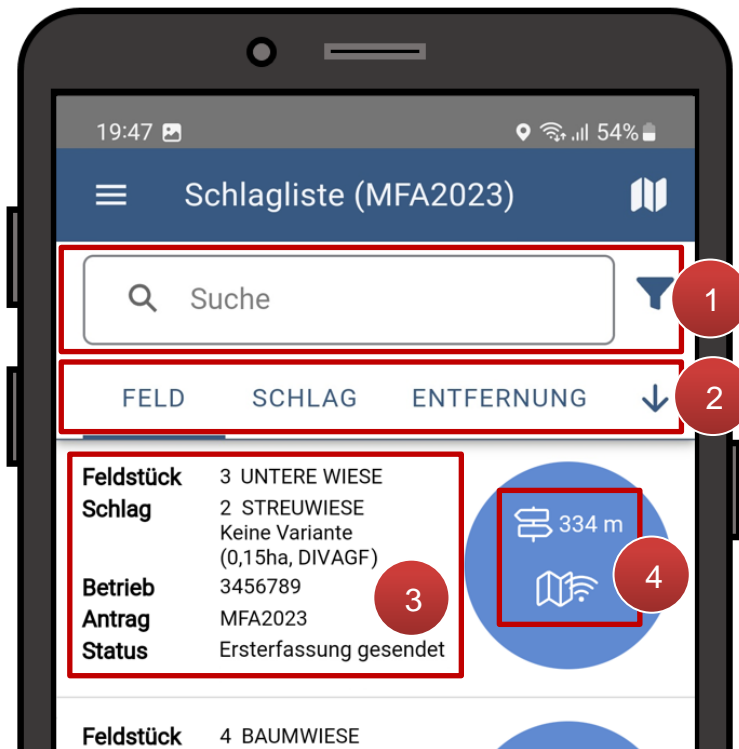 19:47 54%
Schlagliste (MFA2023)
Suche 1
FELD SCHLAG ENTFERNUNG 2
Feldstück 3 UNTERE WIESE
Schlag 2 STREUWIESE
334 m
Keine Variante
(0,15ha, DIVAGF)
Betrieb 3456789
3 4
Antrag MFA2023
Status Ersterfassung gesendet
Feldstück 4 BAUMWIESE